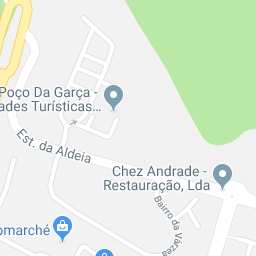 Poço Da Garça -
ades Turísticas...
Est. da Aldeia
Chez Andrade -
Restauração, Lda
Bairro da Várzea
omarché